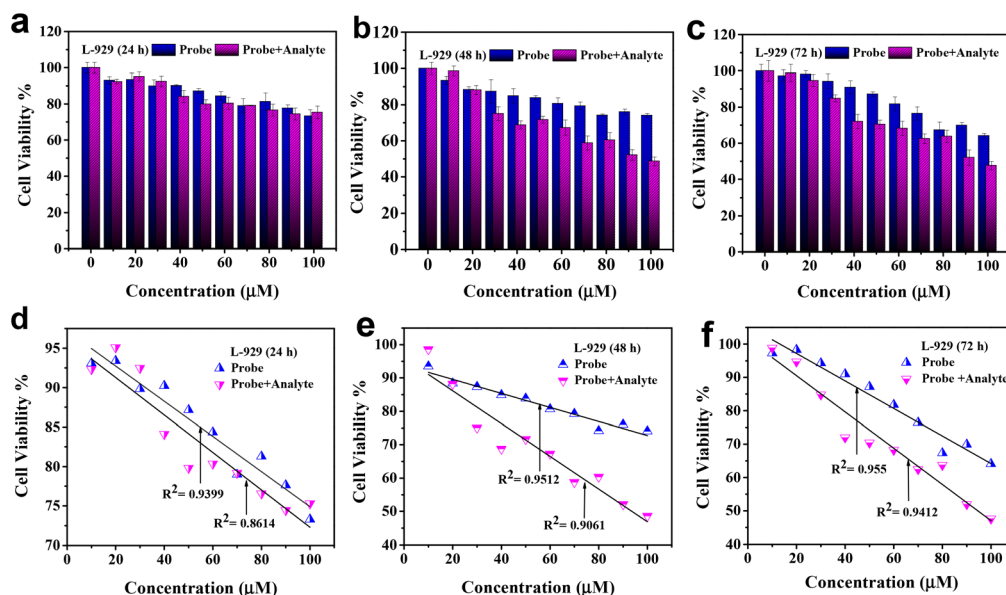 a
L-929 (24 h) Probe Probe+Analyte
120
100
80
60
40
20
0
Cell Viability %
0 20 40 60 80 100
Concentration (μM)
b
L-929 (48 h) Probe Probe+Analyte
120
100
80
60
40
20
0
Cell Viability %
0 20 40 60 80 100
Concentration (μM)
c
L-929 (72 h) Probe Probe+Analyte
120
100
80
60
40
20
0
Cell Viability %
0 20 40 60 80 100
Concentration (μM)
d
L-929 (24 h)
Probe
Probe+Analyte
100
95
90
85
80
75
70
Cell Viability %
R²= 0.9399
R²= 0.8614
0 20 40 60 80 100
Concentration (μM)
e
L-929 (48 h)
Probe
Probe+Analyte
100
90
80
70
60
50
40
Cell Viability %
R²= 0.9512
R²= 0.9061
0 20 40 60 80 100
Concentration (μM)
f
L-929 (72 h)
Probe
Probe +Analyte
100
90
80
70
60
50
40
Cell Viability %
R²= 0.955
R²= 0.9412
0 20 40 60 80 100
Concentration (μM)